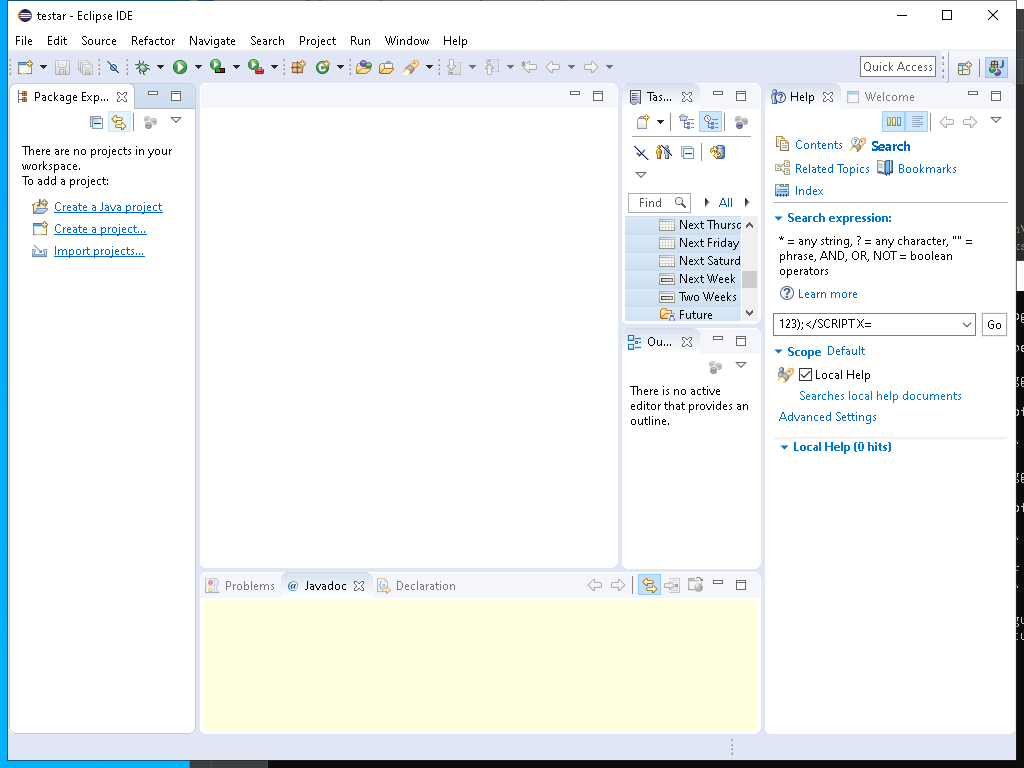 testar - Eclipse IDE
File Edit Source Refactor Navigate Search Project Run Window Help
Quick Access
Package Exp...
There are no projects in your
workspace.
To add a project:
Create a Java project
Create a project...
Import projects...
Tas...
Find
All
Next Thursd
Next Friday
Next Saturd
Next Week
Two Weeks
Future
Ou...
There is no active
editor that provides an
outline.
Help
Welcome
Contents
Search
Related Topics
Bookmarks
Index
Search expression:
* = any string, ? = any character, "" =
phrase, AND, OR, NOT = boolean
operators
Learn more
123);</SCRIPTX=
Go
Scope Default
Local Help
Searches local help documents
Advanced Settings
Local Help (0 hits)
Problems
@ Javadoc
Declaration